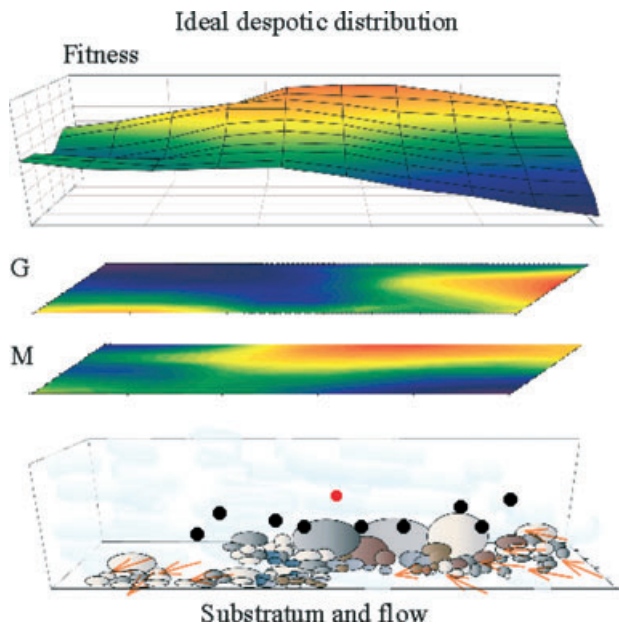 Ideal despotic distribution
Fitness
G
M
Substratum and flow